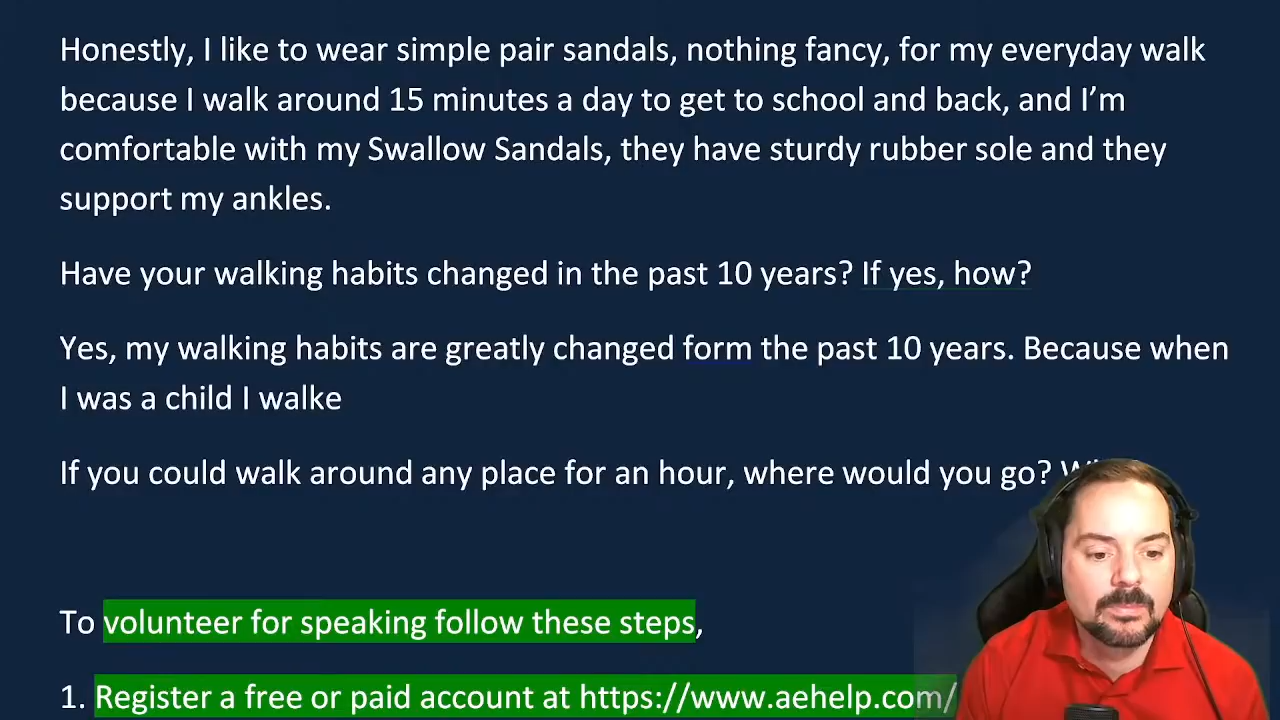 Honestly, I like to wear simple pair sandals, nothing fancy, for my everyday walk
because I walk around 15 minutes a day to get to school and back, and I’m
comfortable with my Swallow Sandals, they have sturdy rubber sole and they
support my ankles.
Have your walking habits changed in the past 10 years? If yes, how?
Yes, my walking habits are greatly changed form the past 10 years. Because when
I was a child I walke
If you could walk around any place for an hour, where would you go?
To volunteer for speaking follow these steps,
1. Register a free or paid account at https://www.aehelp.com/